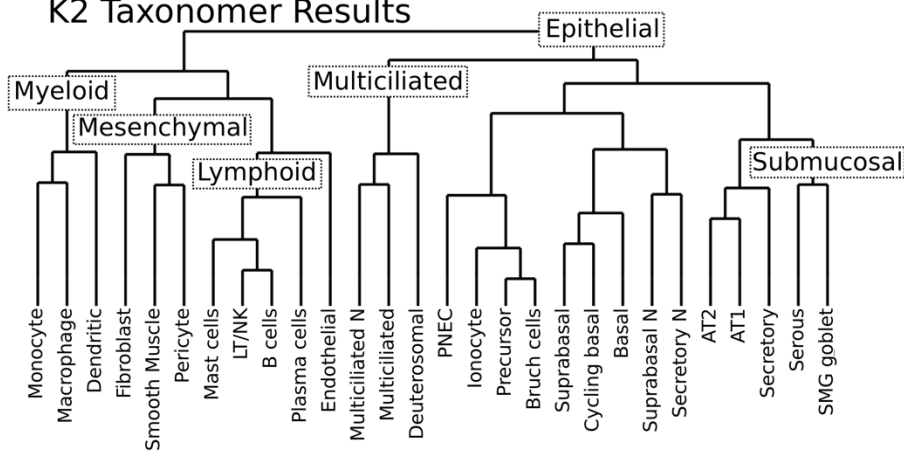 K2 Taxonomer Results
Epithelial
Myeloid
Multiciliated
Mesenchymal
Lymphoid
Submucosal
Monocyte
Macrophage
Dendritic
Fibroblast
Smooth Muscle
Pericyte
Mast cells
LT/NK
B cells
Plasma cells
Endothelial
Multiciliated N
Multiciliated
Deuterosomal
PNEC
Ionocyte
Precursor
Bruch cells
Suprabasal
Cycling basal
Basal
Suprabasal N
Secretory N
AT2
AT1
Secretory
Serous
SMG goblet